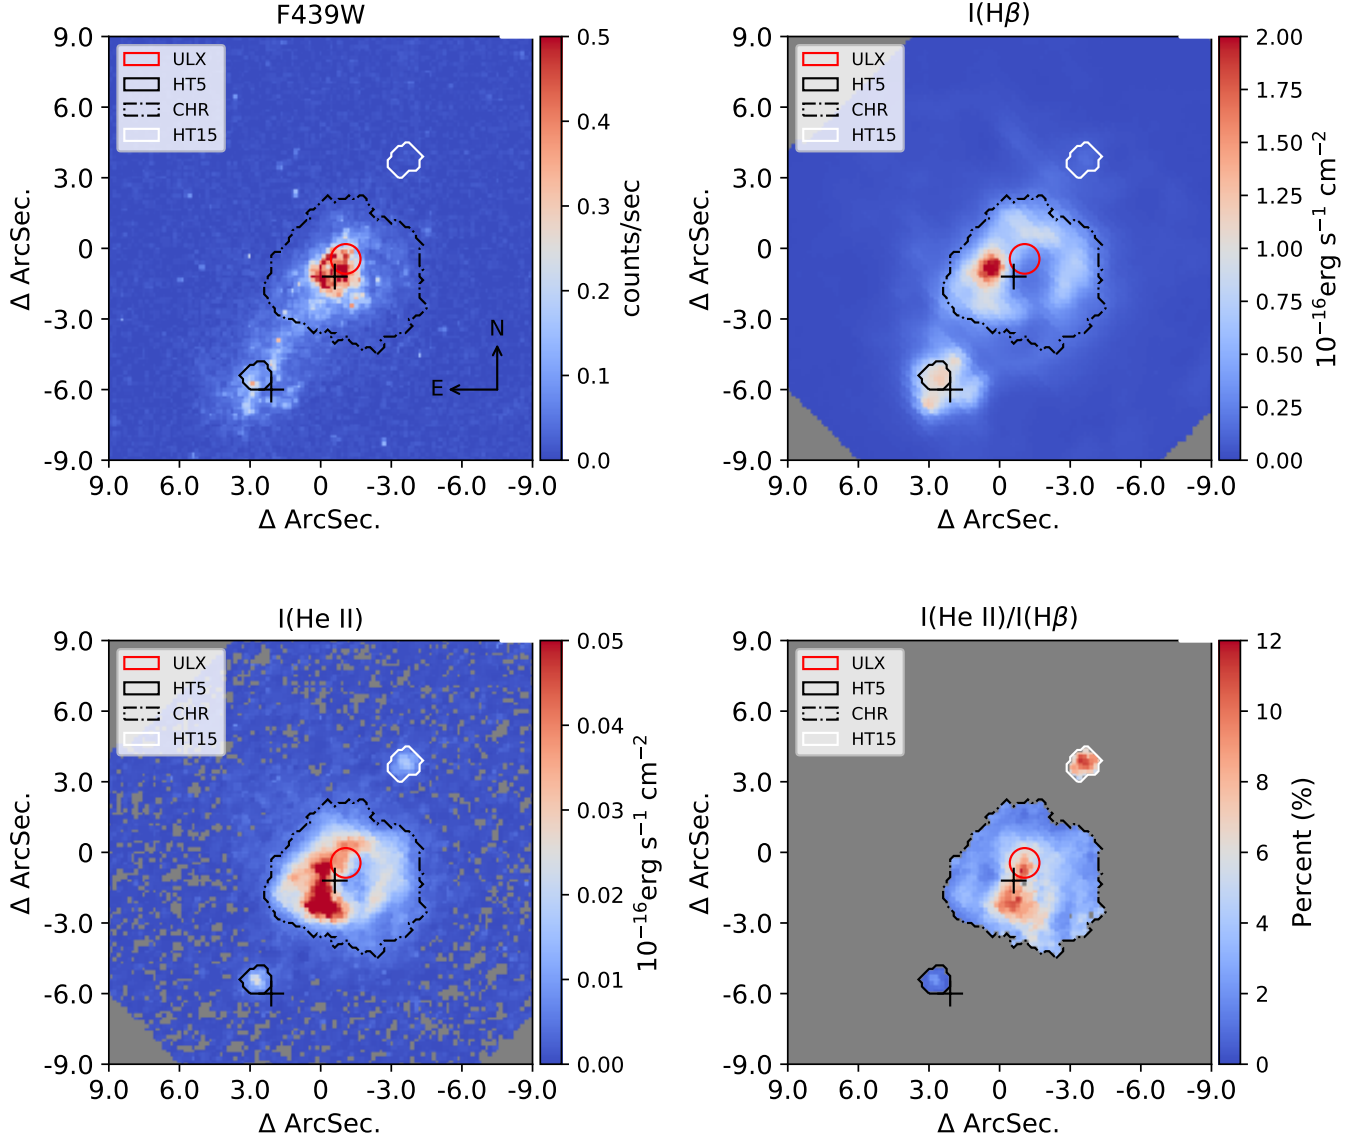 F439W
9.0
6.0
3.0
0
-3.0
-6.0
-9.0
Δ ArcSec.
ULX
HT5
CHR
HT15
N
E
9.0 6.0 3.0 0 -3.0 -6.0 -9.0
Δ ArcSec.
0.5
0.4
0.3
0.2
0.1
0.0
counts/sec
I(Hβ)
9.0
6.0
3.0
0
-3.0
-6.0
-9.0
Δ ArcSec.
ULX
HT5
CHR
HT15
9.0 6.0 3.0 0 -3.0 -6.0 -9.0
Δ ArcSec.
2.00
1.75
1.50
1.25
1.00
0.75
0.50
0.25
0.00
10⁻¹⁶erg s⁻¹ cm⁻²
I(He II)
9.0
6.0
3.0
0
-3.0
-6.0
-9.0
Δ ArcSec.
ULX
HT5
CHR
HT15
9.0 6.0 3.0 0 -3.0 -6.0 -9.0
Δ ArcSec.
0.05
0.04
0.03
0.02
0.01
0.00
10⁻¹⁶erg s⁻¹ cm⁻²
I(He II)/I(Hβ)
9.0
6.0
3.0
0
-3.0
-6.0
-9.0
Δ ArcSec.
ULX
HT5
CHR
HT15
9.0 6.0 3.0 0 -3.0 -6.0 -9.0
Δ ArcSec.
12
10
8
6
4
2
0
Percent (%)